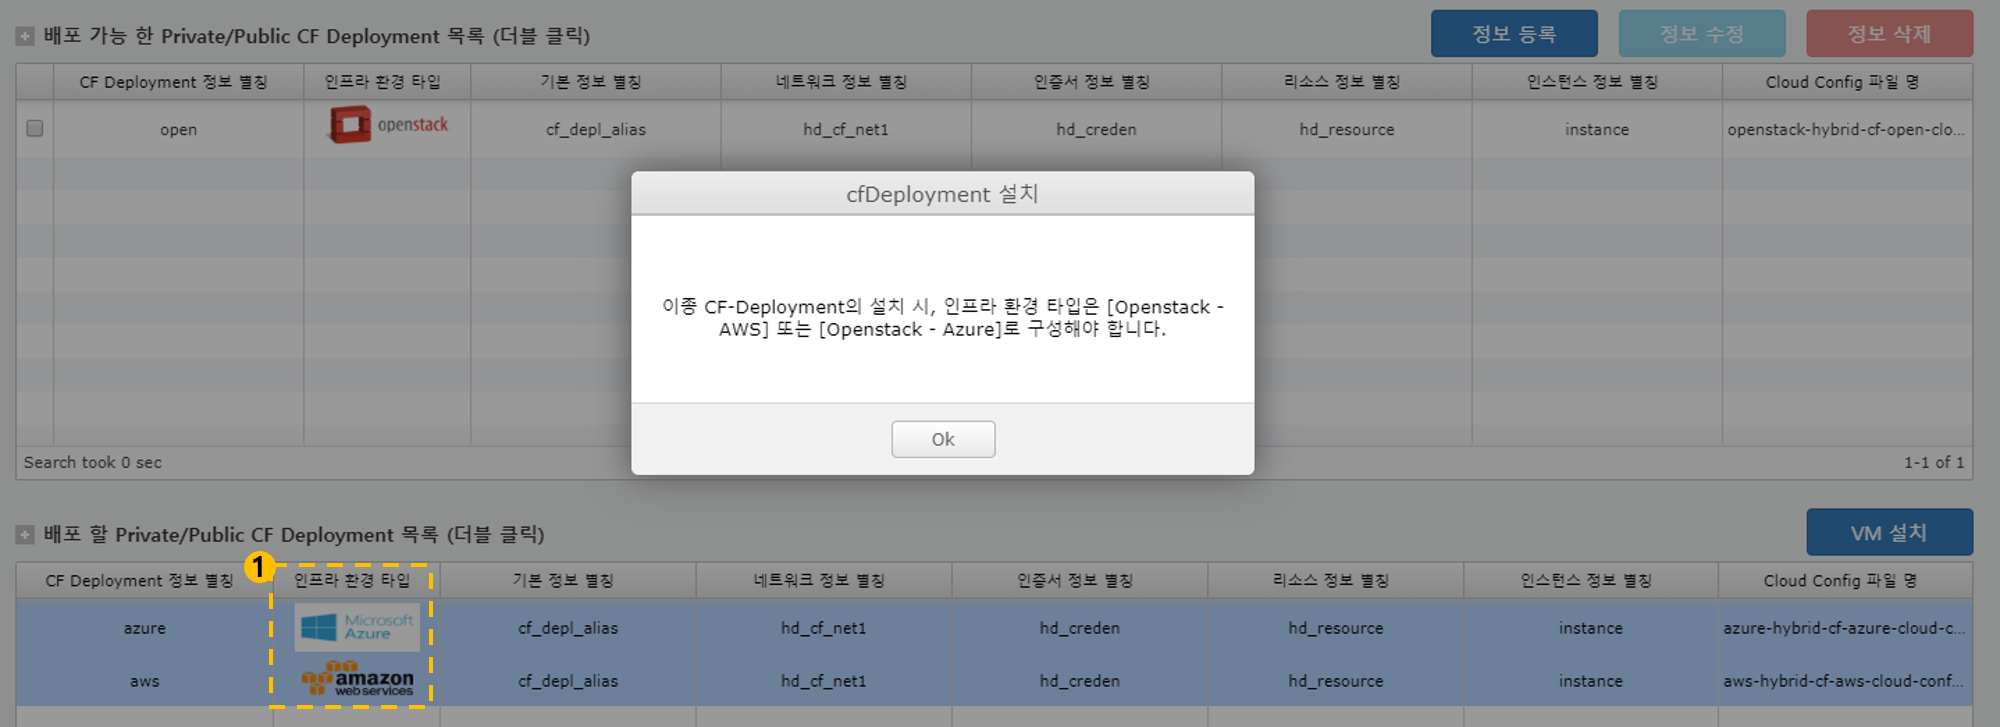 배포 가능 한 Private/Public CF Deployment 목록 (더블 클릭)
정보 등록 정보 수정 정보 삭제
CF Deployment 정보 별칭 인프라 환경 타입 기본 정보 별칭 네트워크 정보 별칭 인증서 정보 별칭 리소스 정보 별칭 인스턴스 정보 별칭 Cloud Config 파일 명
open openstack cf_depl_alias hd_cf_net1 hd_creden hd_resource instance openstack-hybrid-cf-open-clo...
cfDeployment 설치
이종 CF-Deployment의 설치 시, 인프라 환경 타입은 [Openstack -
AWS] 또는 [Openstack - Azure]로 구성해야 합니다.
Ok
Search took 0 sec 1-1 of 1
배포 할 Private/Public CF Deployment 목록 (더블 클릭)
VM 설치
1
CF Deployment 정보 별칭 인프라 환경 타입 기본 정보 별칭 네트워크 정보 별칭 인증서 정보 별칭 리소스 정보 별칭 인스턴스 정보 별칭 Cloud Config 파일 명
azure Microsoft Azure cf_depl_alias hd_cf_net1 hd_creden hd_resource instance azure-hybrid-cf-azure-cloud-c...
aws amazon webservices cf_depl_alias hd_cf_net1 hd_creden hd_resource instance aws-hybrid-cf-aws-cloud-conf...